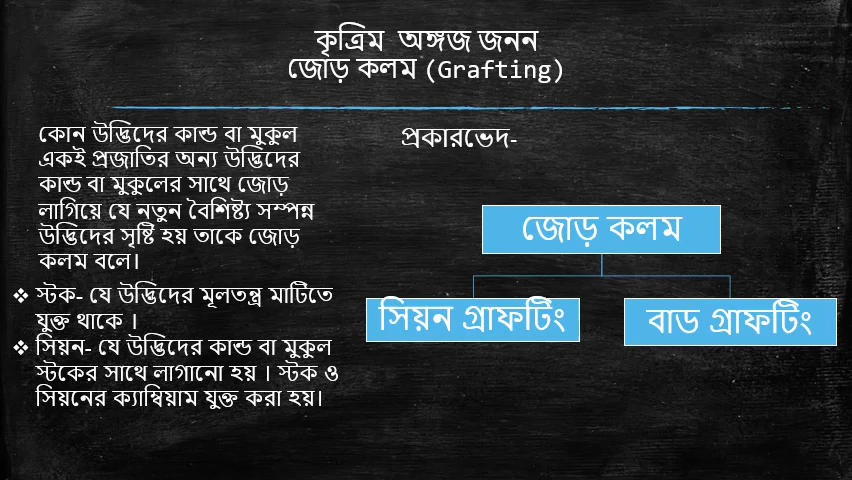 কৃত্রিম অঙ্গজ জনন
জোড় কলম (Grafting)
কোন উদ্ভিদের কান্ড বা মুকুল
একই প্রজাতির অন্য উদ্ভিদের
কান্ড বা মুকুলের সাথে জোড়
লাগিয়ে যে নতুন বৈশিষ্ট্য সম্পন্ন
উদ্ভিদের সৃষ্টি হয় তাকে জোড়
কলম বলে।
❖ স্টক- যে উদ্ভিদের মূলতন্ত্র মাটিতে
যুক্ত থাকে ।
❖ সিয়ন- যে উদ্ভিদের কান্ড বা মুকুল
স্টকের সাথে লাগানো হয় । স্টক ও
সিয়নের ক্যাম্বিয়াম যুক্ত করা হয়।
প্রকারভেদ-
জোড় কলম
সিয়ন গ্রাফটিং
বাড গ্রাফটিং